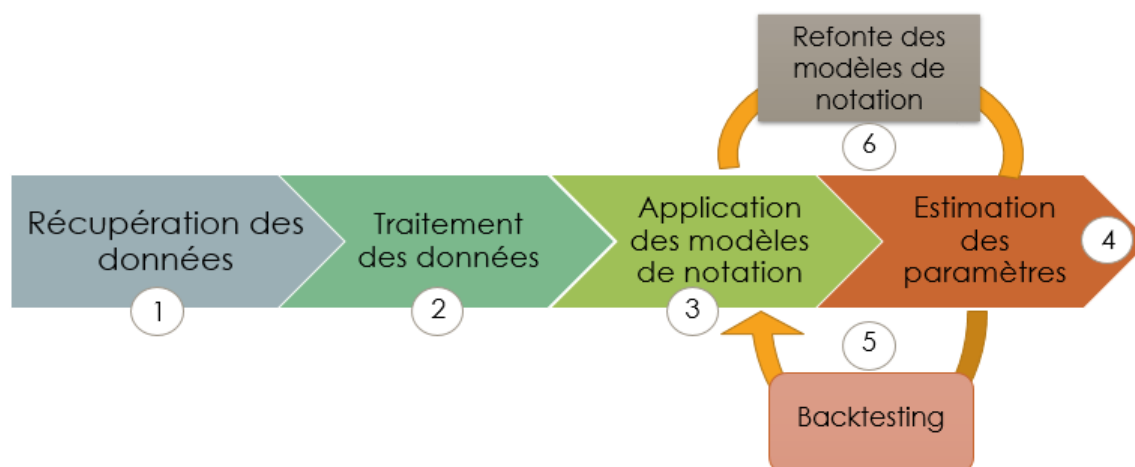 Refonte des
modèles de
notation
6
Récupération des
données
1
Traitement
des données
2
Application
des modèles
de notation
3
Estimation
des
paramètres
4
5
Backtesting